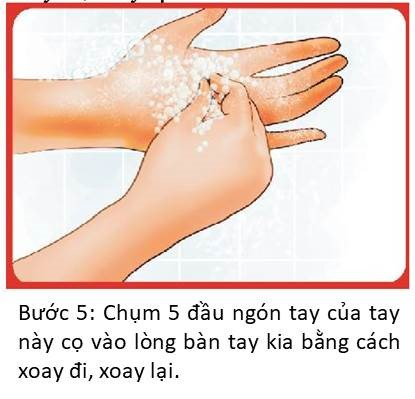 Bước 5: Chụm 5 đầu ngón tay của tay
này cọ vào lòng bàn tay kia bằng cách
xoay đi, xoay lại.